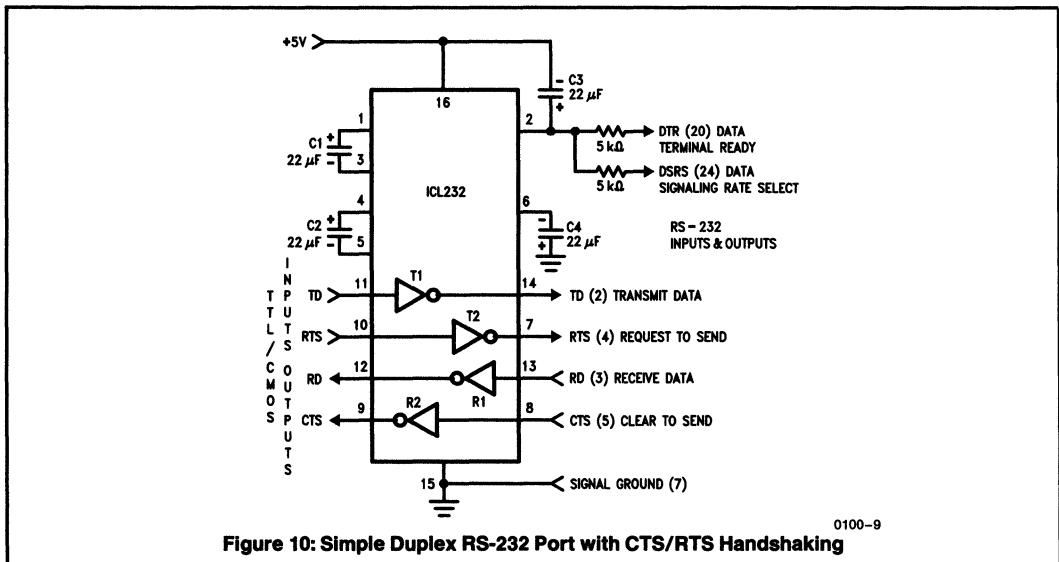 +5V
16
- C3
22 µF
+
1
2
C1 +
22 µF -
3
DTR (20) DATA
TERMINAL READY
5 kΩ
DSRS (24) DATA
SIGNALING RATE SELECT
5 kΩ
ICL232
4
6
C2 +
22 µF -
5
- C4
+ 22 µF
RS-232
INPUTS & OUTPUTS
TTL/CMOS
INPUTS OUTPUTS
TD
11
T1
14
TD (2) TRANSMIT DATA
RTS
10
T2
7
RTS (4) REQUEST TO SEND
RD
12
R1
13
RD (3) RECEIVE DATA
CTS
9
R2
8
CTS (5) CLEAR TO SEND
15
SIGNAL GROUND (7)
0100-9
Figure 10: Simple Duplex RS-232 Port with CTS/RTS Handshaking